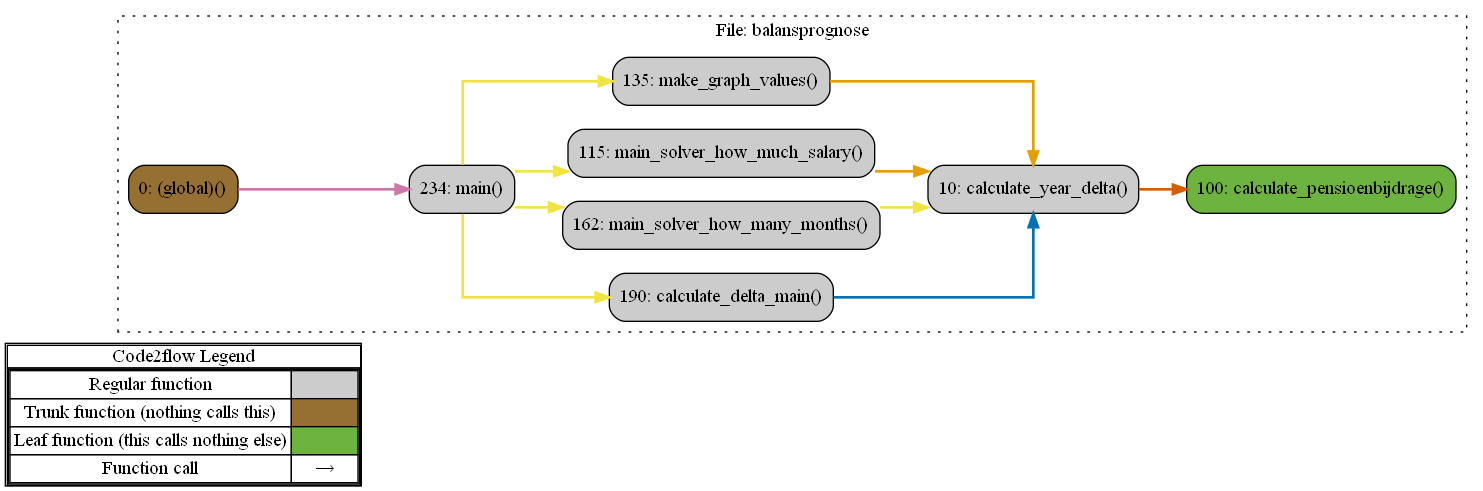 File: balansprognose
135: make_graph_values()
115: main_solver_how_much_salary()
0: (global)()
234: main()
10: calculate_year_delta()
100: calculate_pensioenbijdrage()
162: main_solver_how_many_months()
190: calculate_delta_main()
Code2flow Legend
Regular function
Trunk function (nothing calls this)
Leaf function (this calls nothing else)
Function call →